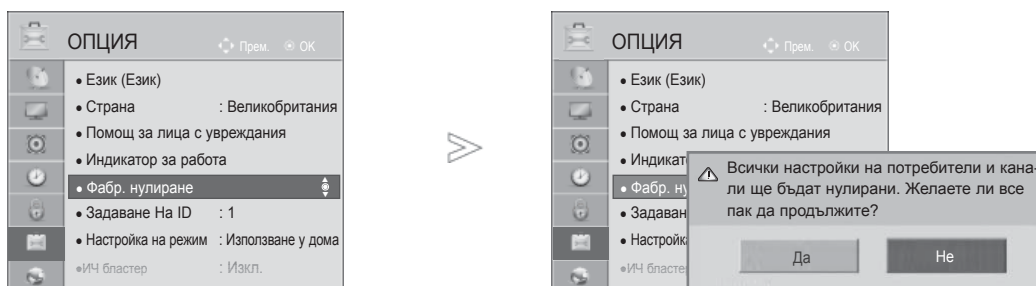 ОПЦИЯ
Прем. OK
• Език (Език)
• Страна : Великобритания
• Помощ за лица с увреждания
• Индикатор за работа
• Фабр. нулиране
• Задаване На ID : 1
• Настройка на режим : Използване у дома
•ИЧ бластер : Изкл.
ОПЦИЯ
Прем. OK
• Език (Език)
• Страна : Великобритания
• Помощ за лица с увреждания
• Индикат
• Фабр. ну
• Задаван
• Настройк
•ИЧ бласте
Всички настройки на потребители и кана-
ли ще бъдат нулирани. Желаете ли все
пак да продължите?
Да Не